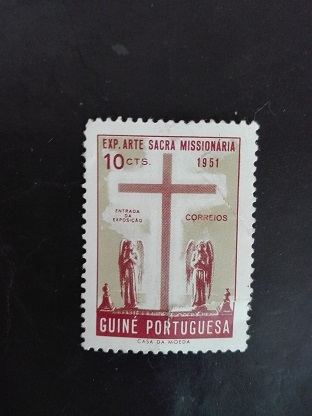 EXP. ARTE SACRA MISSIONÁRIA
10 CTS. 1951
ENTRADA
DA
EXPOSIÇÃO
CORREIOS
GUINÉ PORTUGUESA
CASA DA MOEDA